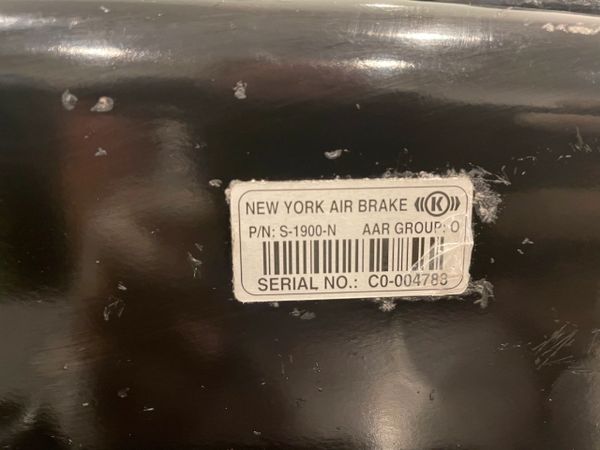 NEW YORK AIR BRAKE ((K))
P/N: S-1900-N AAR GROUP: O
SERIAL NO.: C0-004783